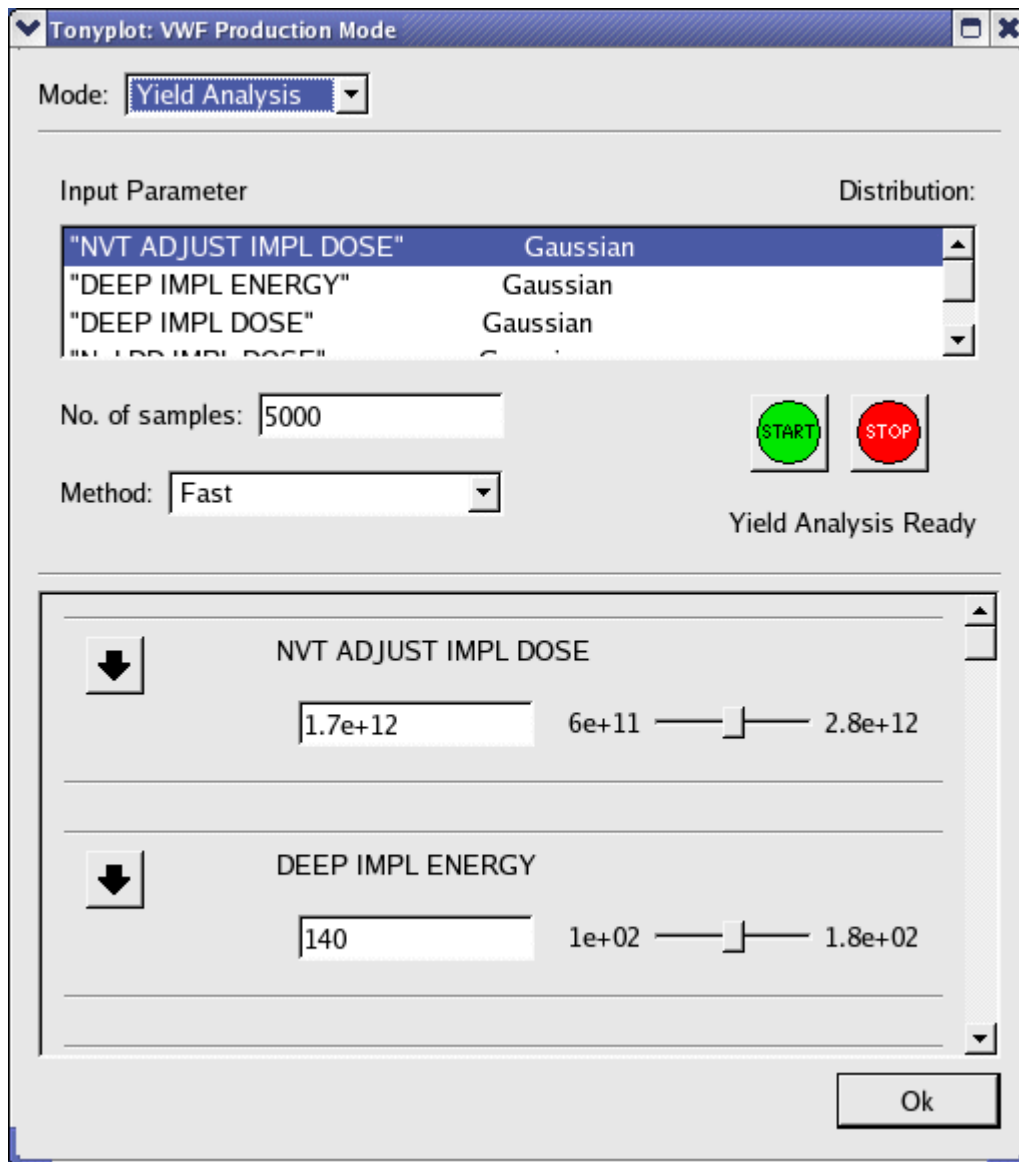 Tonyplot: VWF Production Mode
Mode: Yield Analysis
Input Parameter Distribution:
"NVT ADJUST IMPL DOSE" Gaussian
"DEEP IMPL ENERGY" Gaussian
"DEEP IMPL DOSE" Gaussian
No. of samples: 5000
START STOP
Method: Fast
Yield Analysis Ready
NVT ADJUST IMPL DOSE
1.7e+12 6e+11 2.8e+12
DEEP IMPL ENERGY
140 1e+02 1.8e+02
Ok